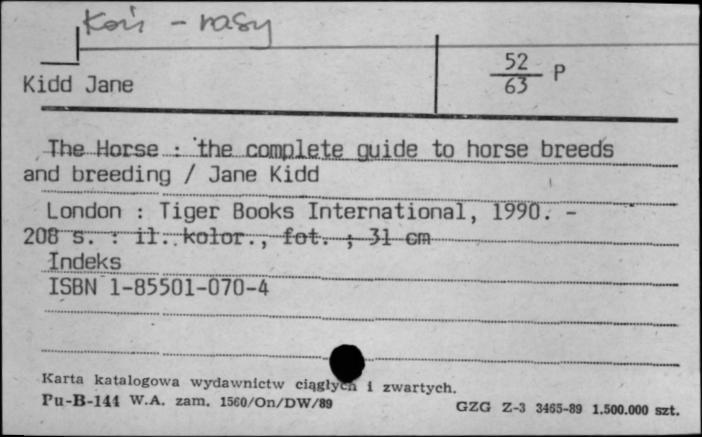 Koń - rasy
Kidd Jane
52
63 P
The Horse : the complete guide to horse breeds
and breeding / Jane Kidd
London : Tiger Books International, 1990. -
208 s. : il. kolor., fot. ; 31 cm
Indeks
ISBN 1-85501-070-4
Karta katalogowa wydawnictw ciągłych i zwartych.
Pu-B-144 W.A. zam. 1560/On/DW/89
GZG Z-3 3465-89 1.500.000 szt.